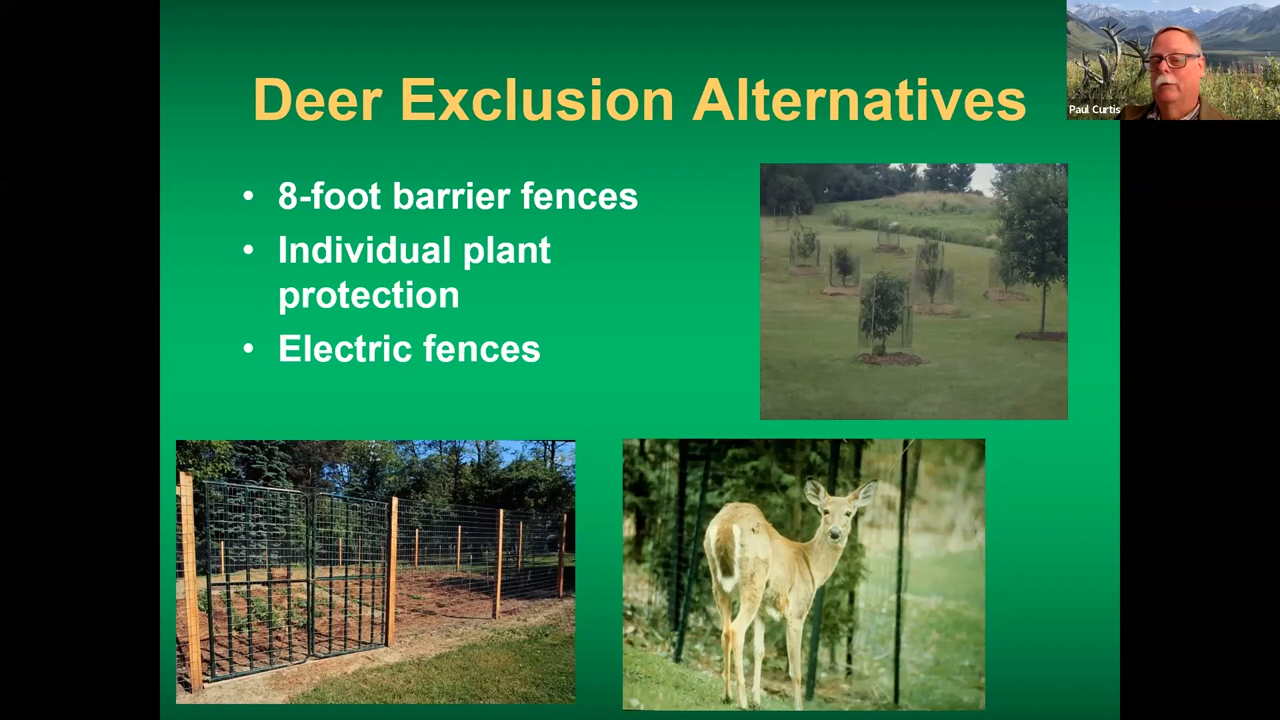 Deer Exclusion Alternatives
Paul Curtis
• 8-foot barrier fences
• Individual plant
protection
• Electric fences